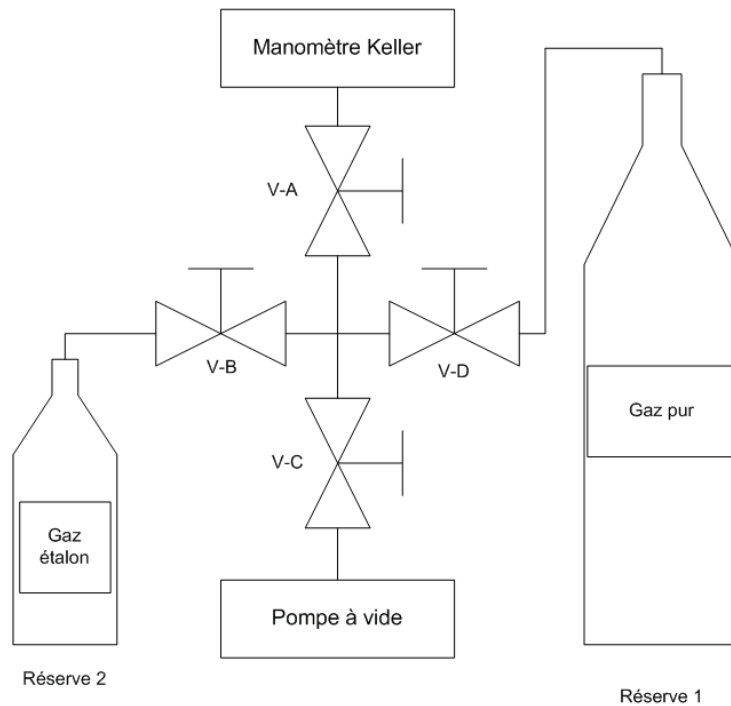 Manomètre Keller
V-A
V-B
V-D
Gaz pur
V-C
Gaz
étalon
Pompe à vide
Réserve 2
Réserve 1